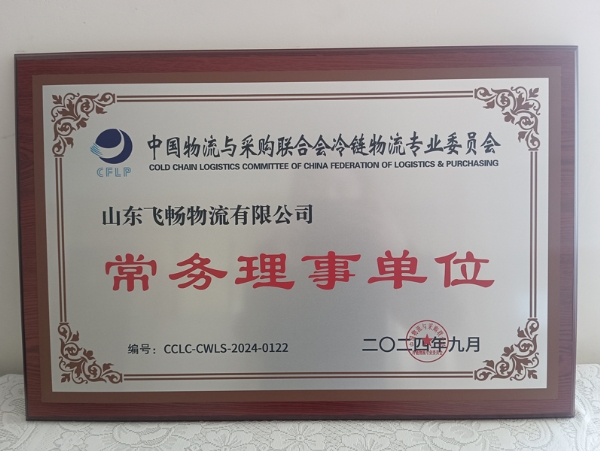 中国物流与采购联合会冷链物流专业委员会
CFLP
COLD CHAIN LOGISTICS COMMITTEE OF CHINA FEDERATION OF LOGISTICS & PURCHASING
山东飞畅物流有限公司
常务理事单位
编号：CCLC-CWLS-2024-0122
二〇二四年九月